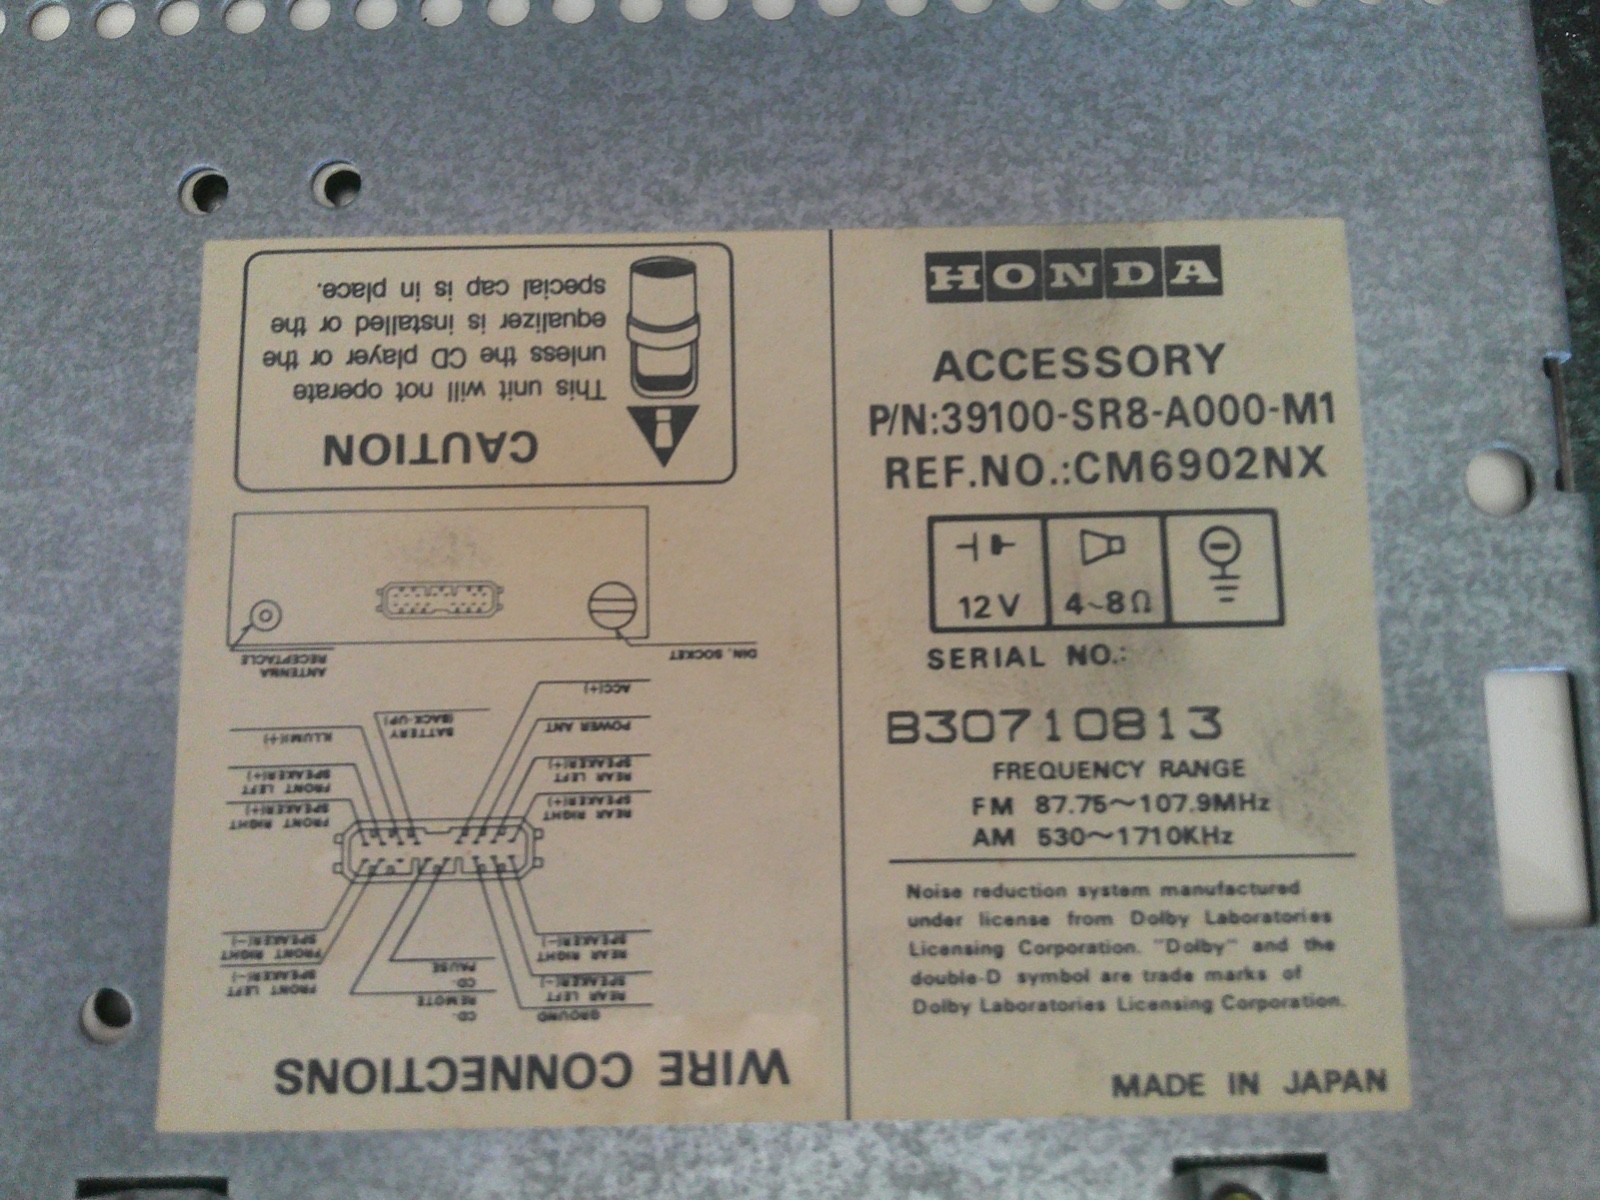 HONDA
ACCESSORY
P/N:39100-SR8-A000-M1
REF.NO.:CM6902NX
12V
4~8Ω
SERIAL NO.:
B30710813
FREQUENCY RANGE
FM 87.75~107.9MHz
AM 530~1710KHz
Noise reduction system manufactured
under license from Dolby Laboratories
Licensing Corporation. "Dolby" and the
double-D symbol are trade marks of
Dolby Laboratories Licensing Corporation.
MADE IN JAPAN
WIRE CONNECTIONS
GROUND
REAR LEFT
SPEAKER(-)
REAR RIGHT
SPEAKER(-)
CD-
REMOTE
CD-
PAUSE
FRONT LEFT
SPEAKER(-)
FRONT RIGHT
SPEAKER(-)
REAR RIGHT
SPEAKER(+)
REAR LEFT
SPEAKER(+)
POWER ANT
ACC(+)
FRONT RIGHT
SPEAKER(+)
FRONT LEFT
SPEAKER(+)
ILLUMI(+)
BATTERY
(BACK-UP)
DIN. SOCKET
ANTENNA
RECEPTACLE
CAUTION
This unit will not operate
unless the CD player or the
equalizer is installed or the
special cap is in place.